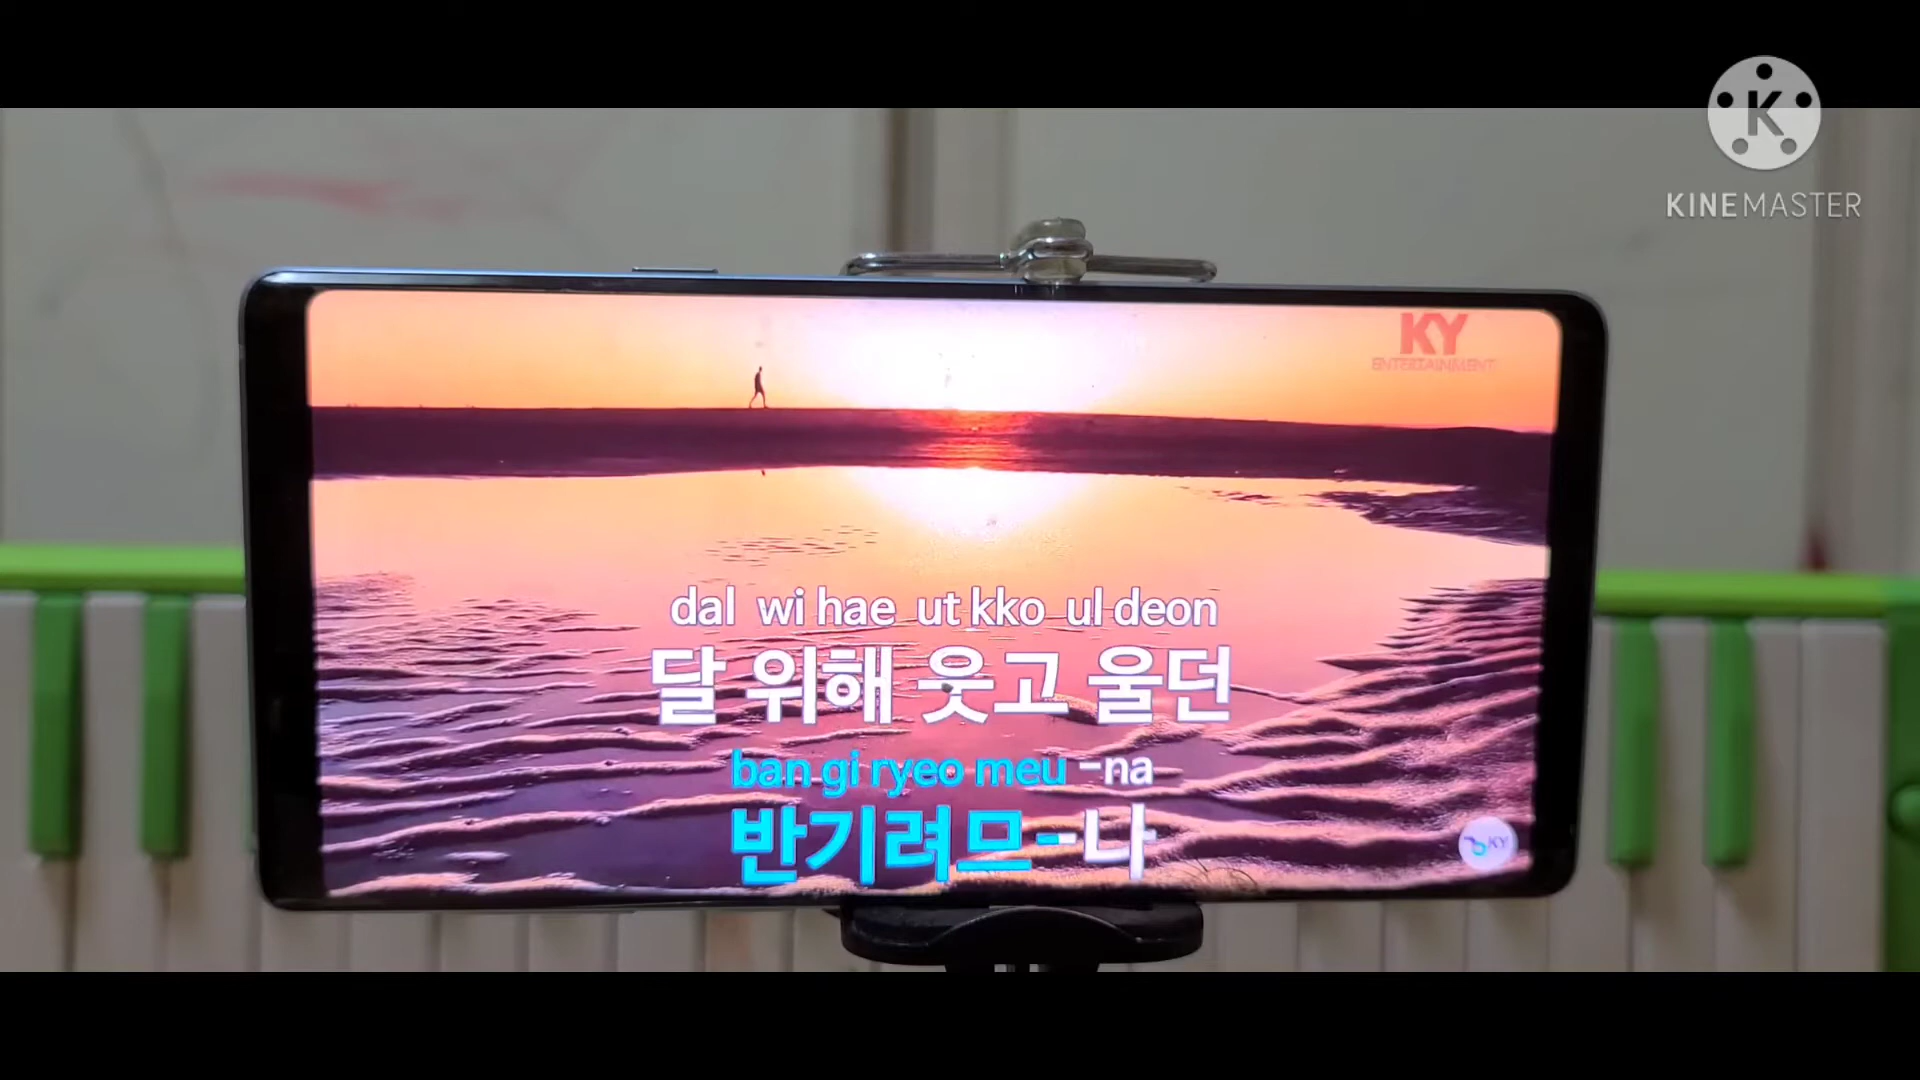 K
KINEMASTER
KY
ENTERTAINMENT
dal wi hae ut kko ul deon
달 위해 웃고 울던
ban gi ryeo meu -na
반기려므-나
KY